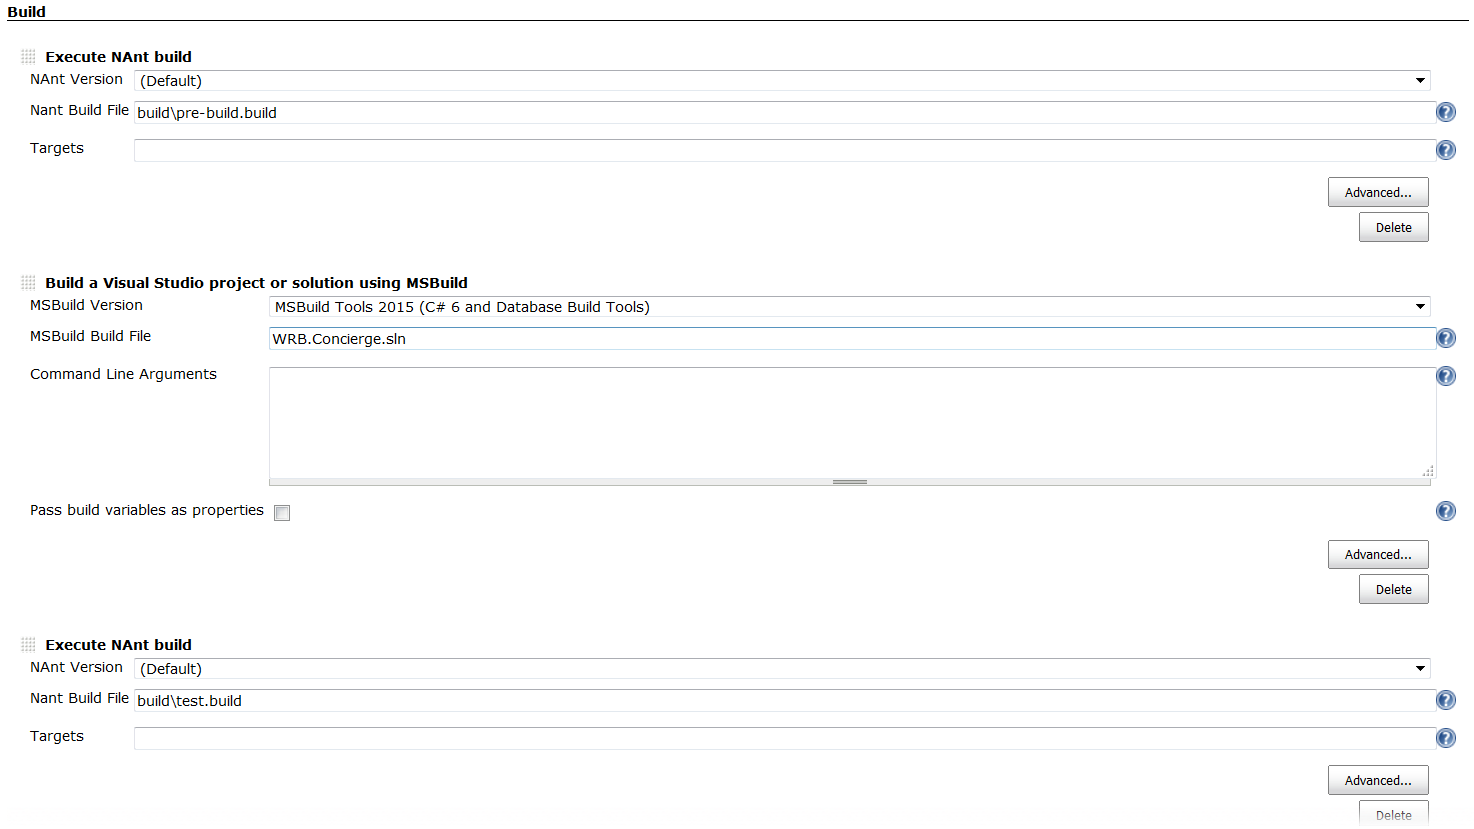 Build
Execute NAnt build
NAnt Version (Default)
Nant Build File build\pre-build.build
Targets
Advanced...
Delete
Build a Visual Studio project or solution using MSBuild
MSBuild Version MSBuild Tools 2015 (C# 6 and Database Build Tools)
MSBuild Build File WRB.Concierge.sln
Command Line Arguments
Pass build variables as properties
Advanced...
Delete
Execute NAnt build
NAnt Version (Default)
Nant Build File build\test.build
Targets
Advanced...
Delete